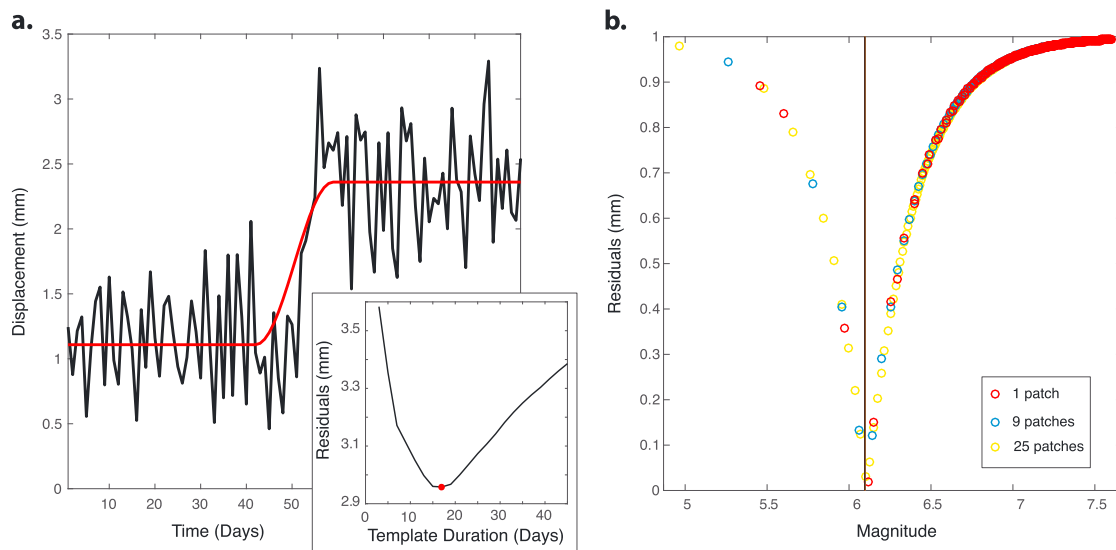 a.
Displacement (mm)
3.5
3
2.5
2
1.5
1
0.5
0
10 20 30 40 50
Time (Days)
Residuals (mm)
3.5
3.3
3.1
2.9
0 10 20 30 40
Template Duration (Days)
b.
Residuals (mm)
1
0.9
0.8
0.7
0.6
0.5
0.4
0.3
0.2
0.1
0
5 5.5 6 6.5 7 7.5
Magnitude
1 patch
9 patches
25 patches